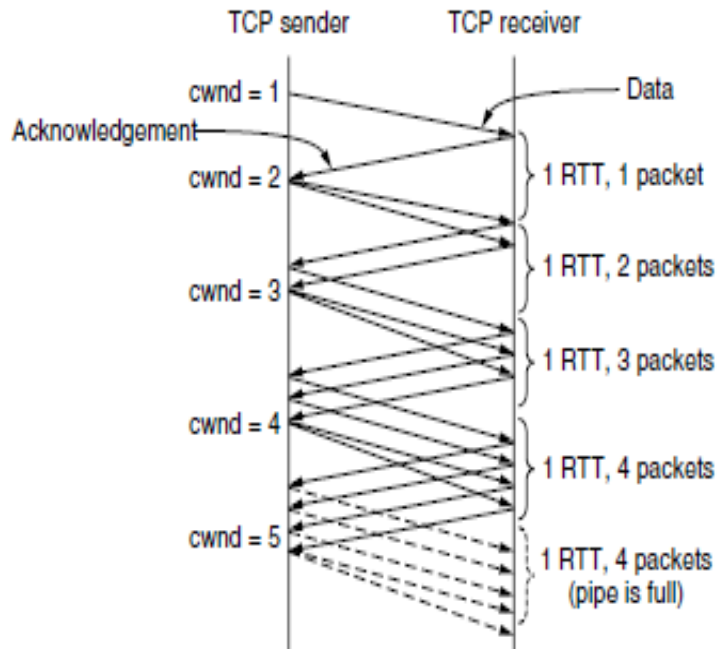 TCP sender
TCP receiver
cwnd = 1
Data
Acknowledgement
cwnd = 2
1 RTT, 1 packet
1 RTT, 2 packets
cwnd = 3
1 RTT, 3 packets
cwnd = 4
1 RTT, 4 packets
cwnd = 5
1 RTT, 4 packets
(pipe is full)